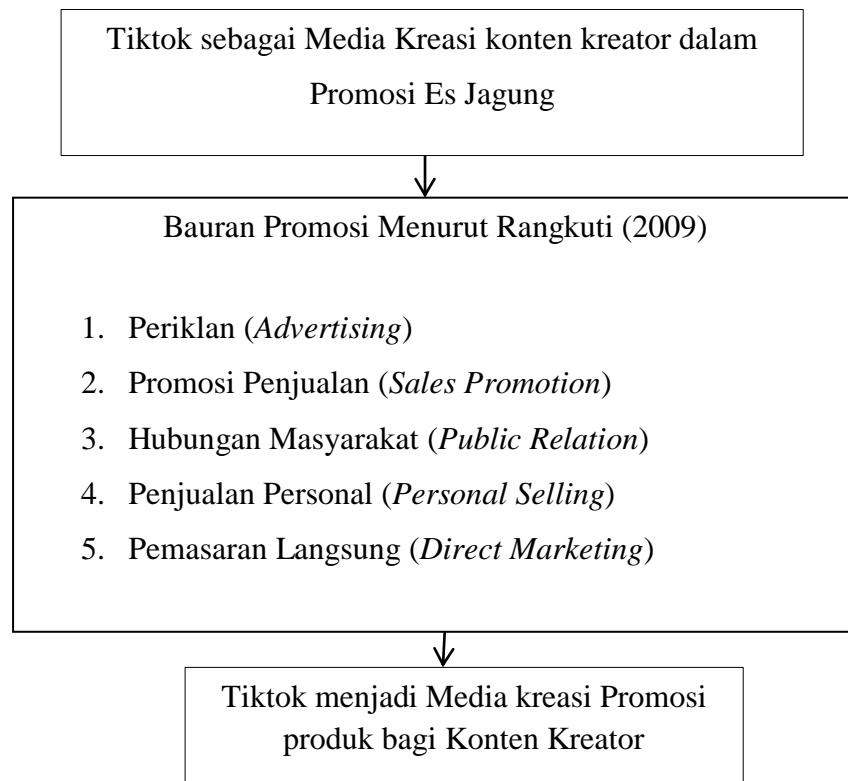 Tiktok sebagai Media Kreasi konten kreator dalam
Promosi Es Jagung
Bauran Promosi Menurut Rangkuti (2009)
1. Periklan (Advertising)
2. Promosi Penjualan (Sales Promotion)
3. Hubungan Masyarakat (Public Relation)
4. Penjualan Personal (Personal Selling)
5. Pemasaran Langsung (Direct Marketing)
Tiktok menjadi Media kreasi Promosi
produk bagi Konten Kreator